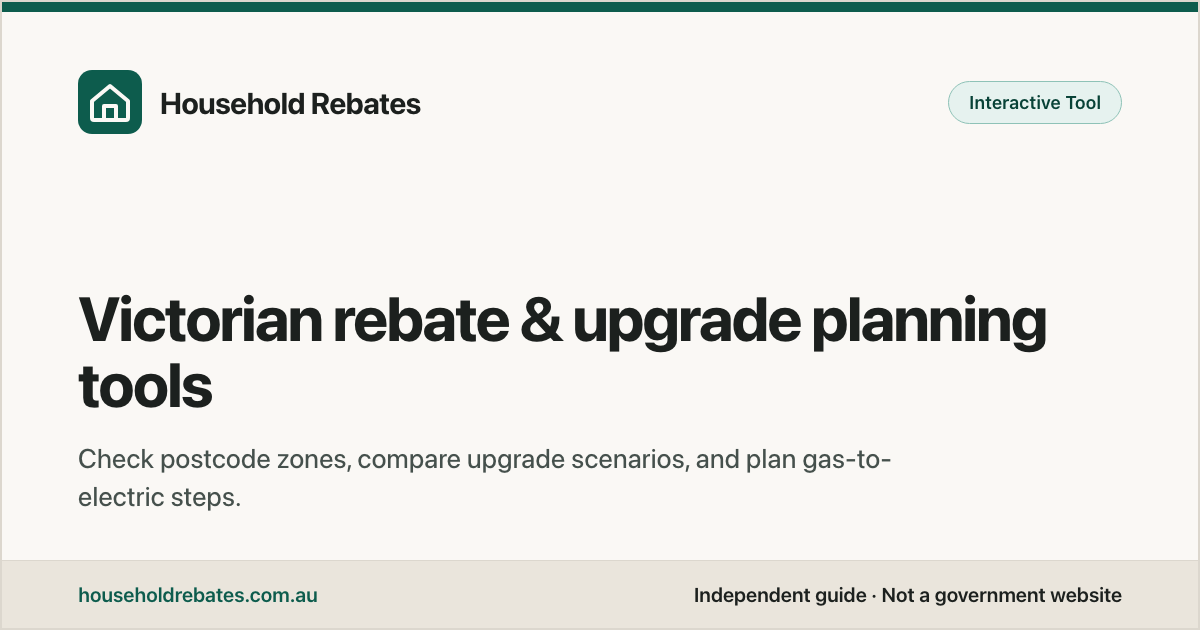 Household Rebates
Interactive Tool
Victorian rebate & upgrade planning
tools
Check postcode zones, compare upgrade scenarios, and plan gas-to-
electric steps.
householdrebates.com.au
Independent guide · Not a government website